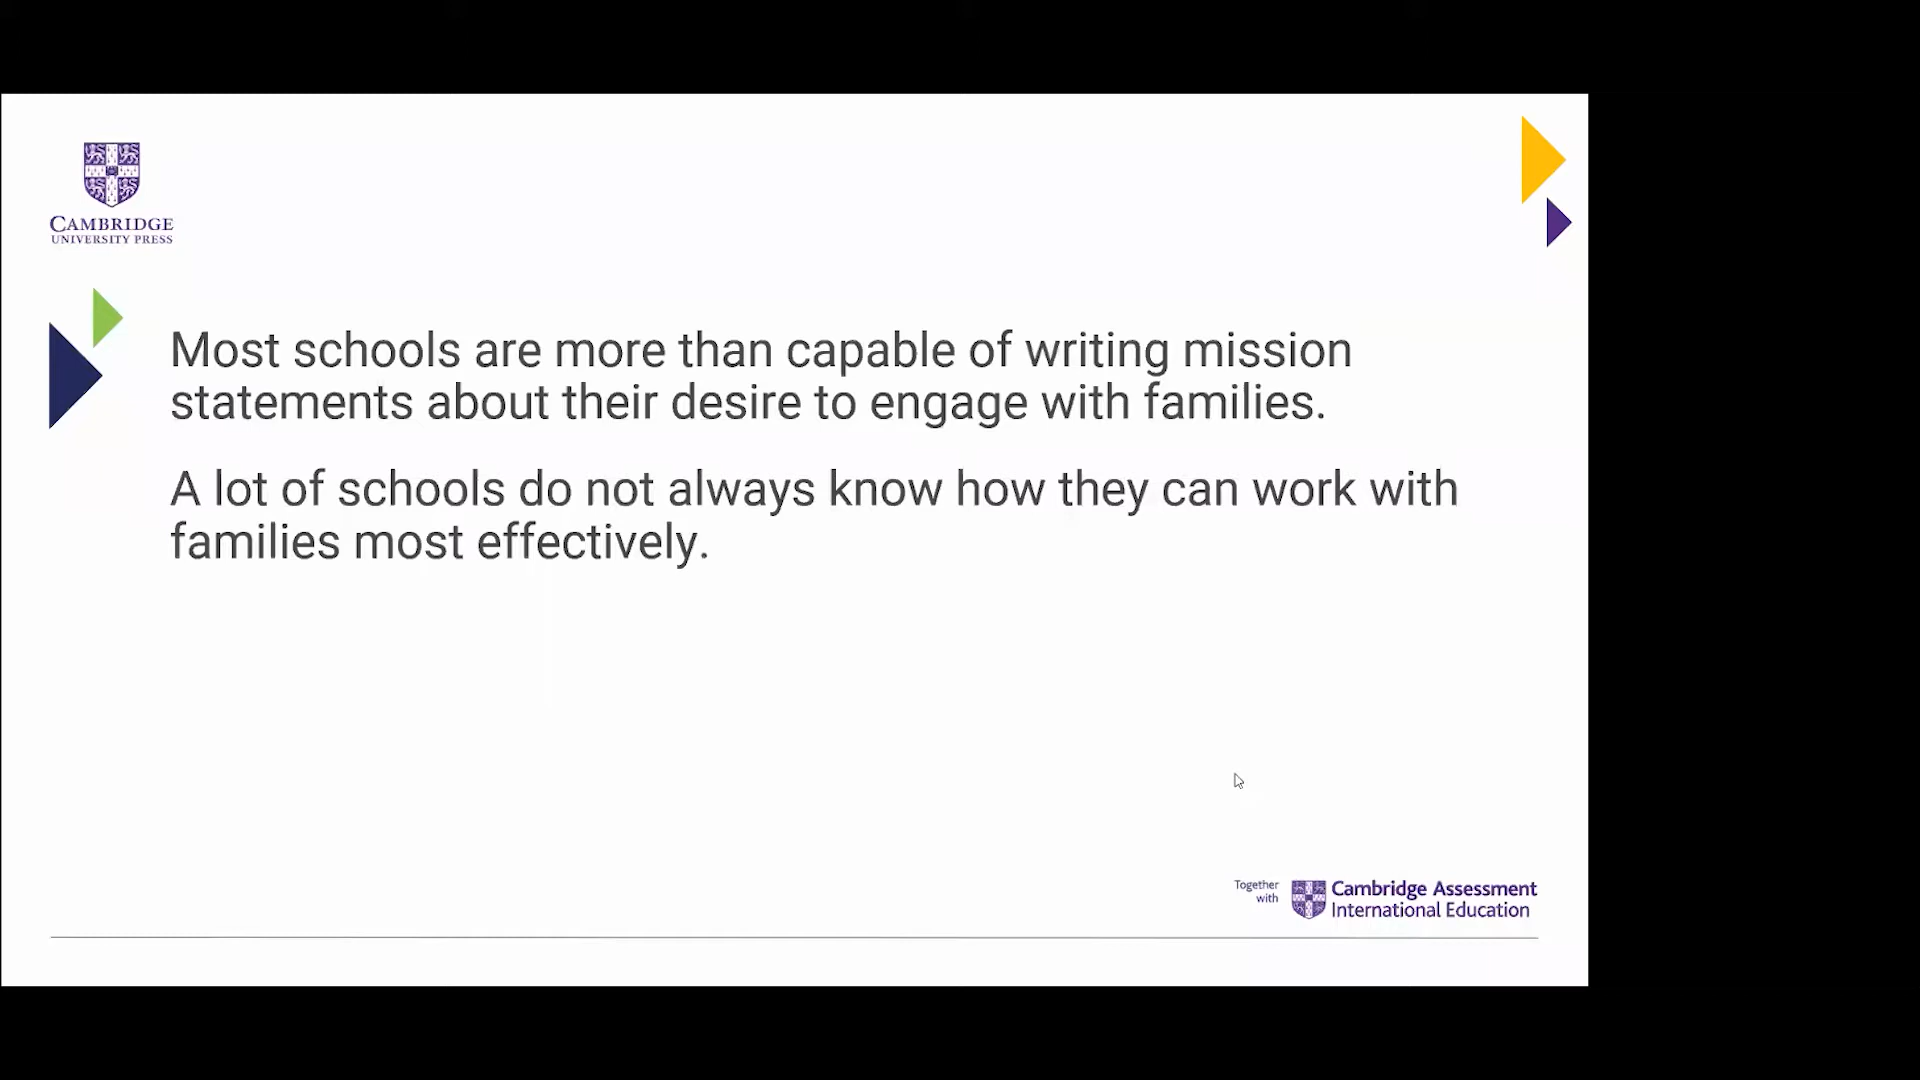 CAMBRIDGE
UNIVERSITY PRESS
Most schools are more than capable of writing mission
statements about their desire to engage with families.
A lot of schools do not always know how they can work with
families most effectively.
Together
with
Cambridge Assessment
International Education